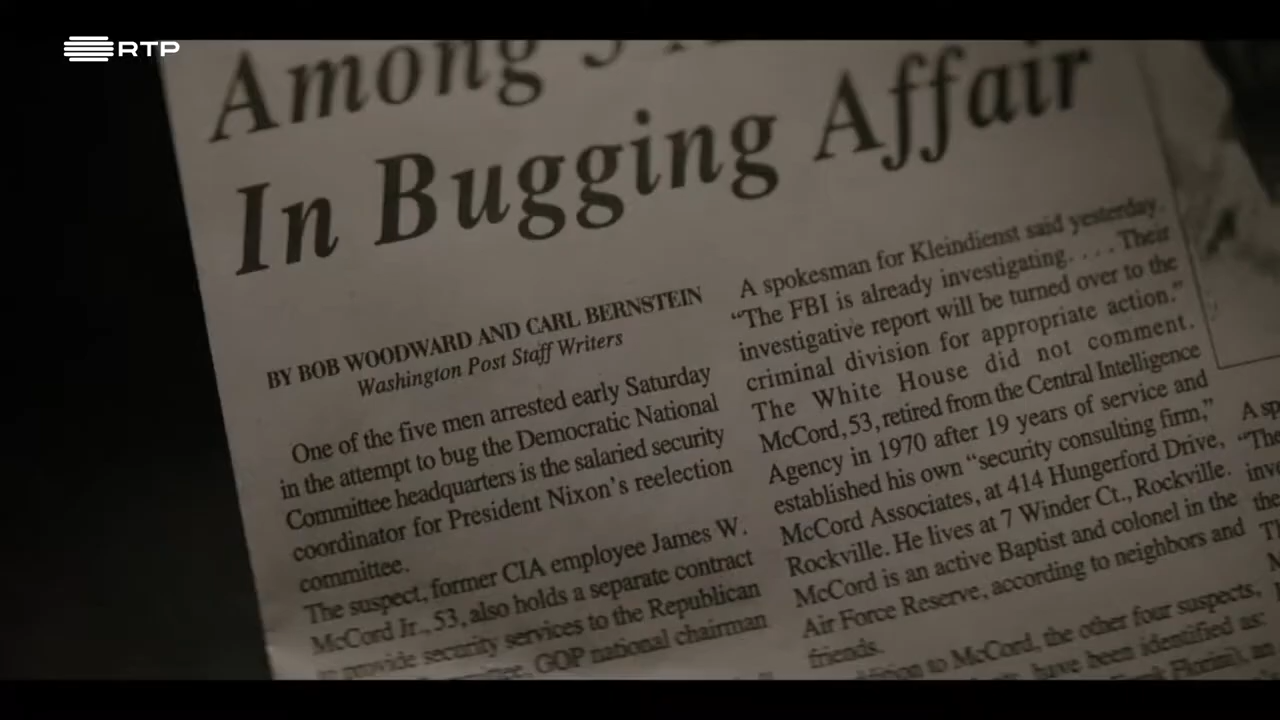 RTP
Among 5
In Bugging Affair
BY BOB WOODWARD AND CARL BERNSTEIN
Washington Post Staff Writers
One of the five men arrested early Saturday
in the attempt to bug the Democratic National
Committee headquarters is the salaried security
coordinator for President Nixon's reelection
committee.
The suspect, former CIA employee James W.
McCord Jr., 53, also holds a separate contract
to provide security services to the Republican
GOP national chairman
A spokesman for Kleindienst said yesterday.
“The FBI is already investigating. . . . Their
investigative report will be turned over to the
criminal division for appropriate action.”
The White House did not comment.
McCord, 53, retired from the Central Intelligence
Agency in 1970 after 19 years of service and
established his own “security consulting firm,”
McCord Associates, at 414 Hungerford Drive,
Rockville. He lives at 7 Winder Ct., Rockville.
McCord is an active Baptist and colonel in the
Air Force Reserve, according to neighbors and
friends.
to McCord, the other four suspects,
have been identified as:
an
A sp
“The
inve
the